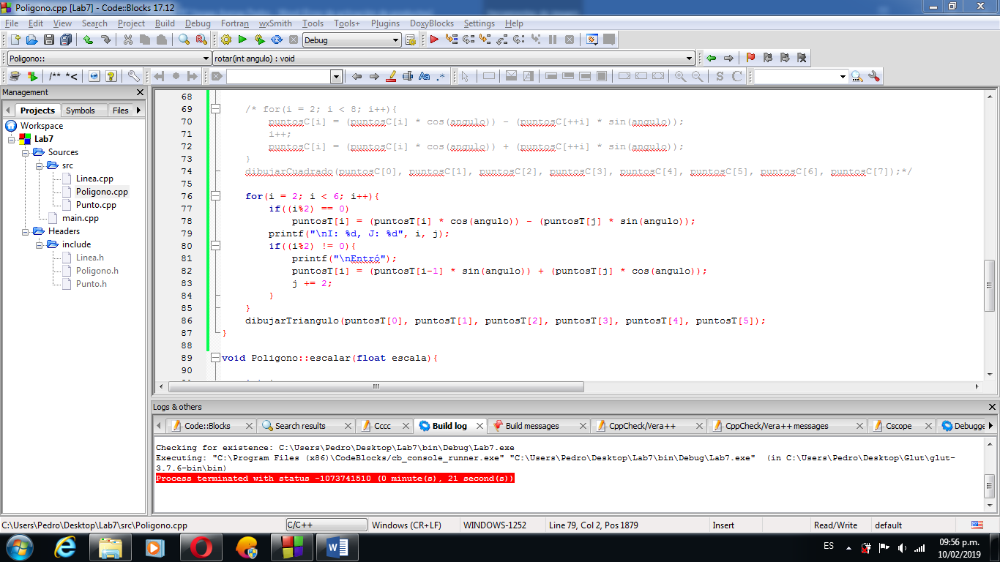 Poligono.cpp [Lab7] - Code::Blocks 17.12
File Edit View Search Project Build Debug Fortran wxSmith Tools Tools+ Plugins DoxyBlocks Settings Help
Debug
Poligono:: rotar(int angulo) : void
/** *<
S C
Management
Projects Symbols Files
Workspace
Lab7
Sources
src
Linea.cpp
Poligono.cpp
Punto.cpp
main.cpp
Headers
include
Linea.h
Poligono.h
Punto.h
68
69 /* for(i = 2; i < 8; i++){
70 puntosC[i] = (puntosC[i] * cos(angulo)) - (puntosC[++i] * sin(angulo));
71 i++;
72 puntosC[i] = (puntosC[i] * cos(angulo)) + (puntosC[++i] * sin(angulo));
73 }
74 dibujarCuadrado(puntosC[0], puntosC[1], puntosC[2], puntosC[3], puntosC[4], puntosC[5], puntosC[6], puntosC[7]);*/
75
76 for(i = 2; i < 6; i++){
77 if((i%2) == 0)
78 puntosT[i] = (puntosT[i] * cos(angulo)) - (puntosT[j] * sin(angulo));
79 printf("\nI: %d, J: %d", i, j);
80 if((i%2) != 0){
81 printf("\nEntró");
82 puntosT[i] = (puntosT[i-1] * sin(angulo)) + (puntosT[j] * cos(angulo));
83 j += 2;
84 }
85 }
86 dibujarTriangulo(puntosT[0], puntosT[1], puntosT[2], puntosT[3], puntosT[4], puntosT[5]);
87 }
88
89 void Poligono::escalar(float escala){
90
Logs & others
Code::Blocks Search results Cccc Build log Build messages CppCheck/Vera++ CppCheck/Vera++ messages Cscope Debugge
Checking for existence: C:\Users\Pedro\Desktop\Lab7\bin\Debug\Lab7.exe
Executing: "C:\Program Files (x86)\CodeBlocks/cb_console_runner.exe" "C:\Users\Pedro\Desktop\Lab7\bin\Debug\Lab7.exe"  (in C:\Users\Pedro\Desktop\Glut\glut-
3.7.6-bin\bin)
Process terminated with status -1073741510 (0 minute(s), 21 second(s))
C:\Users\Pedro\Desktop\Lab7\src\Poligono.cpp C/C++ Windows (CR+LF) WINDOWS-1252 Line 79, Col 2, Pos 1879 Insert Read/Write default
ES 09:56 p.m.
10/02/2019